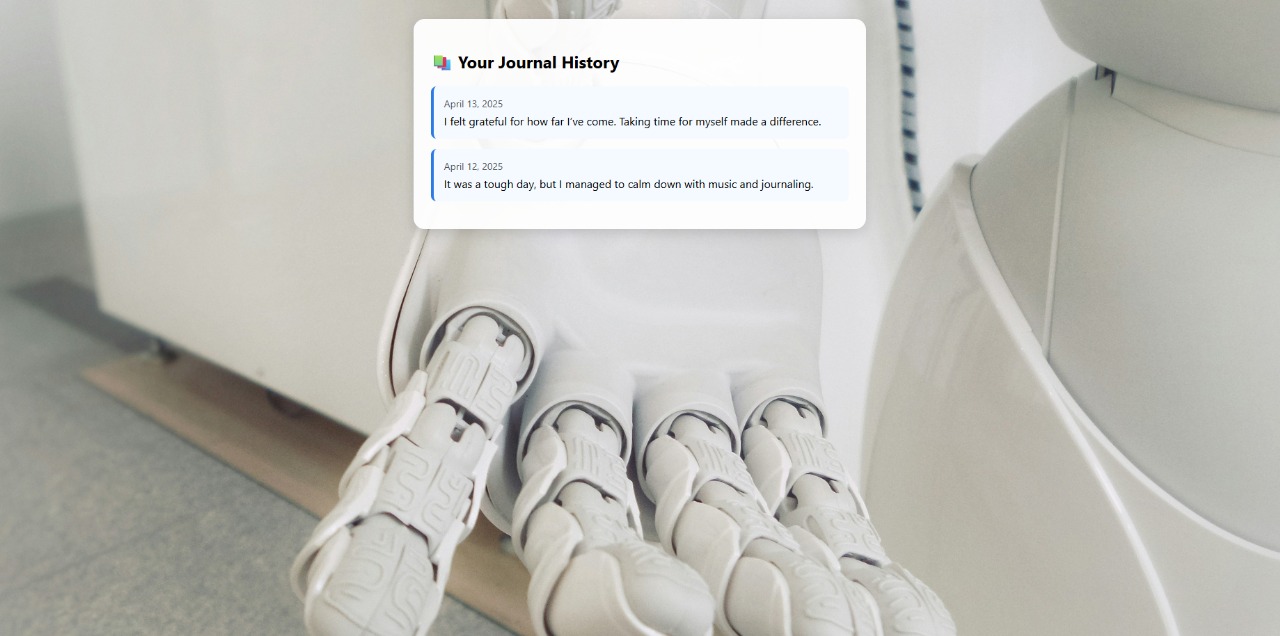 Your Journal History
April 13, 2025
I felt grateful for how far I've come. Taking time for myself made a difference.
April 12, 2025
It was a tough day, but I managed to calm down with music and journaling.